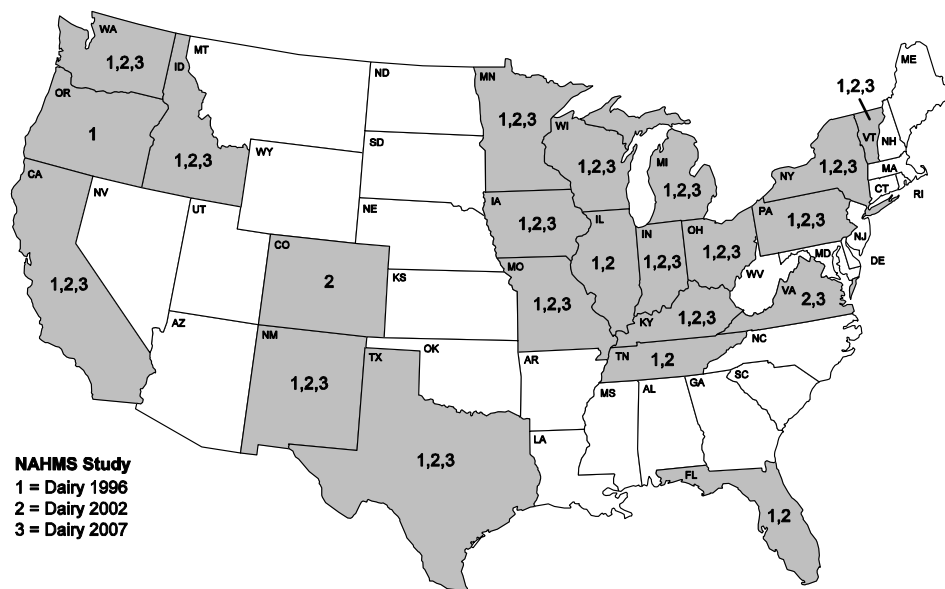 WA
1,2,3
MT
ID
ND
MN
ME
OR
1
1,2,3
1,2,3
1,2,3
WI
1,2,3
VT
NH
SD
WY
MI
1,2,3
NY
1,2,3
MA
CT
RI
CA
NV
UT
NE
IA
1,2,3
PA
1,2,3
IL
1,2
IN
1,2,3
OH
1,2,3
NJ
MD
DE
CO
2
KS
MO
1,2,3
WV
VA
2,3
1,2,3
KY
1,2,3
AZ
NM
1,2,3
TX
OK
AR
TN
1,2
NC
MS
AL
GA
SC
LA
1,2,3
FL
1,2
NAHMS Study
1 = Dairy 1996
2 = Dairy 2002
3 = Dairy 2007